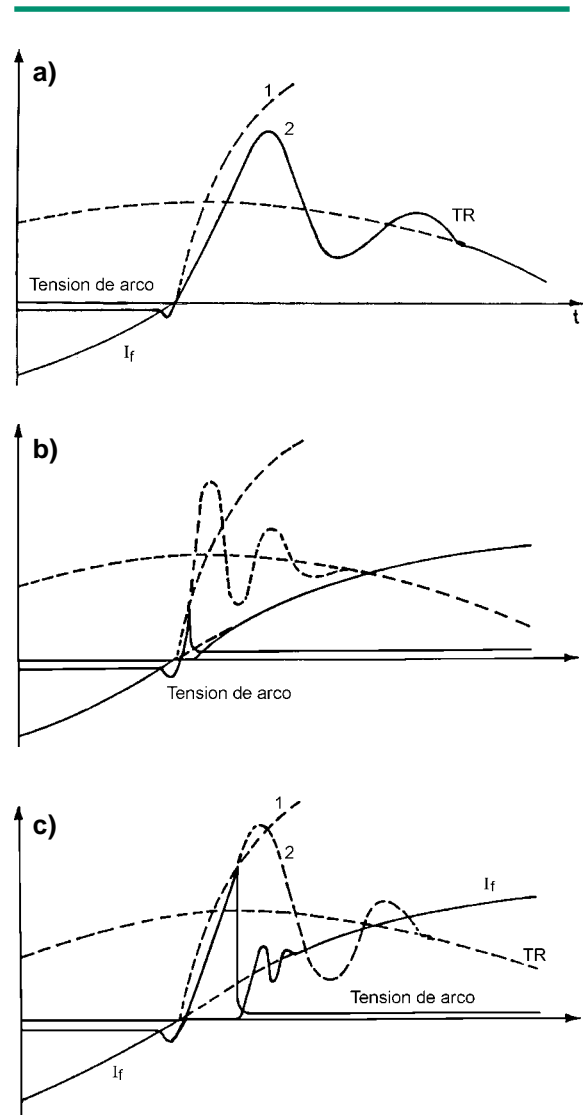 a)
1
2
TR
Tension de arco
t
If
b)
Tension de arco
c)
1
2
If
TR
Tension de arco
If